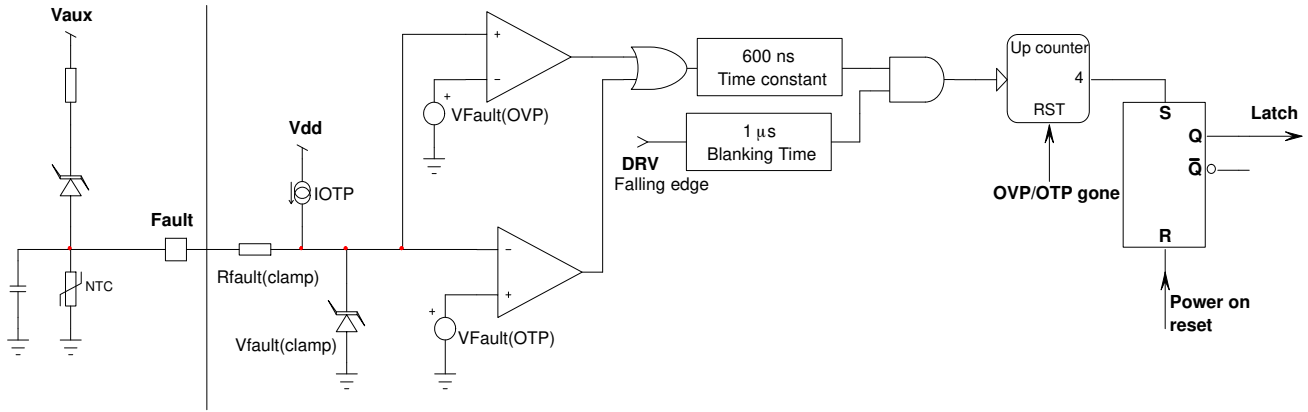 Vaux
Fault
NTC
Vdd
IOTP
Rfault(clamp)
Vfault(clamp)
+
−
+
VFault(OVP)
−
+
+
VFault(OTP)
600 ns
Time constant
1 μs
Blanking Time
DRV
Falling edge
Up counter
4
RST
OVP/OTP gone
S
Q
Q̅
R
Latch
Power on
reset